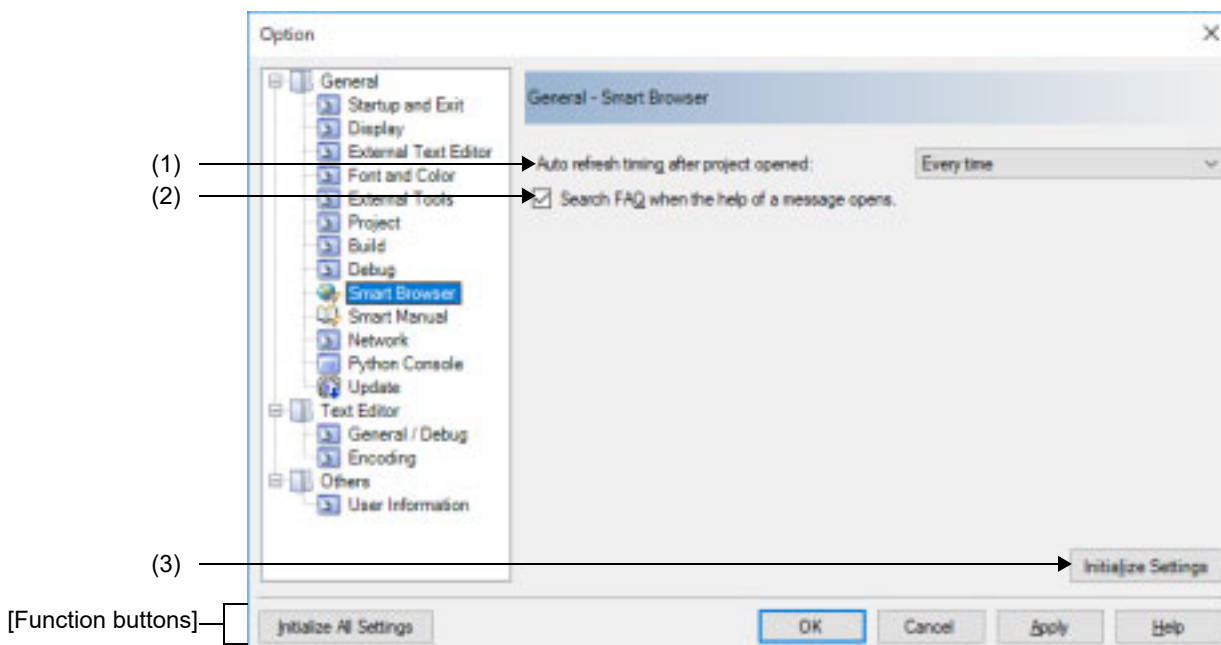 Option
General
Startup and Exit
Display
External Text Editor
Font and Color
External Tools
Project
Build
Debug
Smart Browser
Smart Manual
Network
Python Console
Update
Text Editor
General / Debug
Encoding
Others
User Information
General - Smart Browser
(1)
Auto refresh timing after project opened:
Every time
(2)
Search FAQ when the help of a message opens.
(3)
Initialize Settings
[Function buttons]
Initialize All Settings
OK
Cancel
Apply
Help